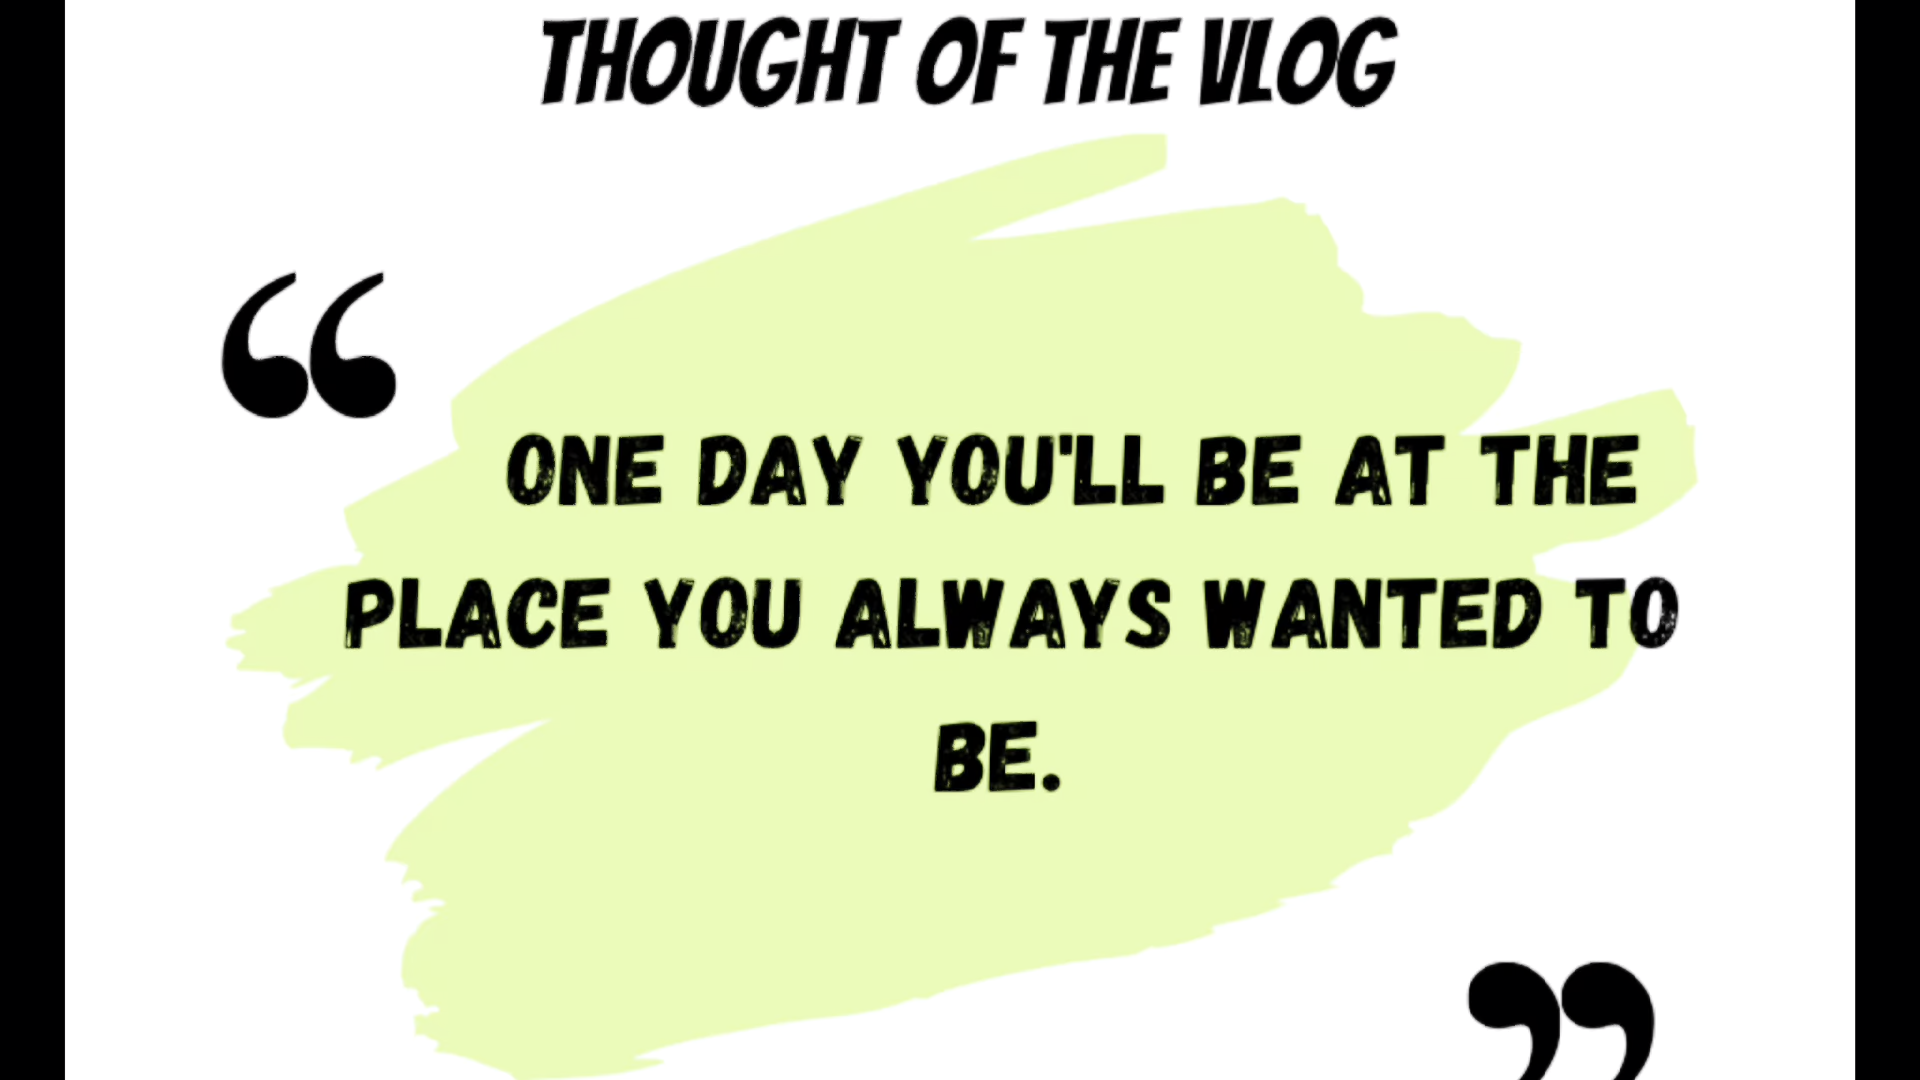 THOUGHT OF THE VLOG
“
ONE DAY YOU'LL BE AT THE
PLACE YOU ALWAYS WANTED TO
BE.
”